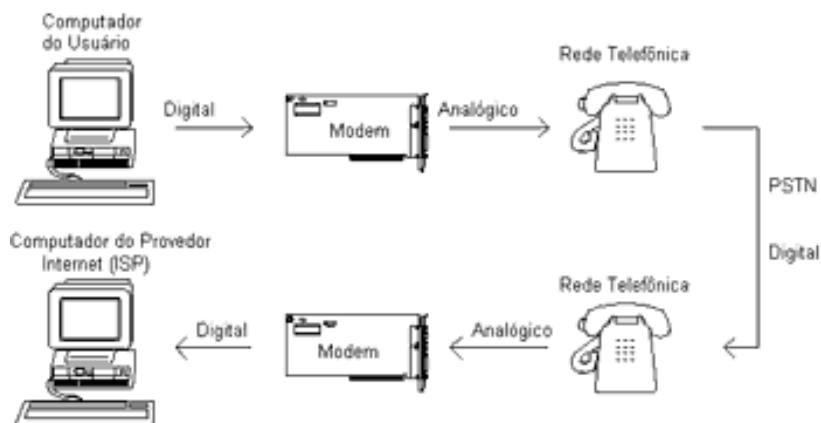 Computador
do Usuário
Digital
Modem
Analógico
Rede Telefônica
PSTN
Digital
Rede Telefônica
Analógico
Modem
Digital
Computador do Provedor
Internet (ISP)